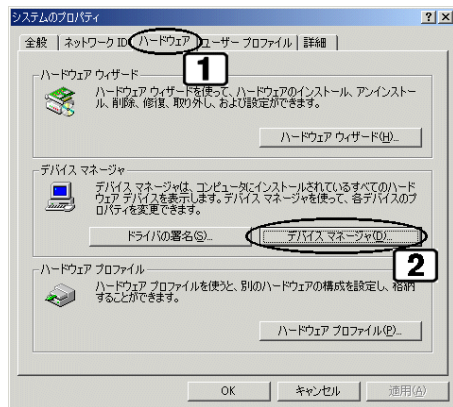 システムのプロパティ
? ×
全般 ネットワーク ID ハードウェア ユーザー プロファイル 詳細
1
ハードウェア ウィザード
ハードウェア ウィザードを使って、ハードウェアのインストール、アンインストー
ル、削除、修復、取り外し、および設定ができます。
ハードウェア ウィザード(H)...
デバイス マネージャ
デバイス マネージャは、コンピュータにインストールされているすべてのハード
ウェア デバイスを表示します。デバイス マネージャを使って、各デバイスのプ
ロパティを変更できます。
ドライバの署名(S)... デバイス マネージャ(D)...
2
ハードウェア プロファイル
ハードウェア プロファイルを使うと、別のハードウェアの構成を設定し、格納
することができます。
ハードウェア プロファイル(P)...
OK キャンセル 適用(A)